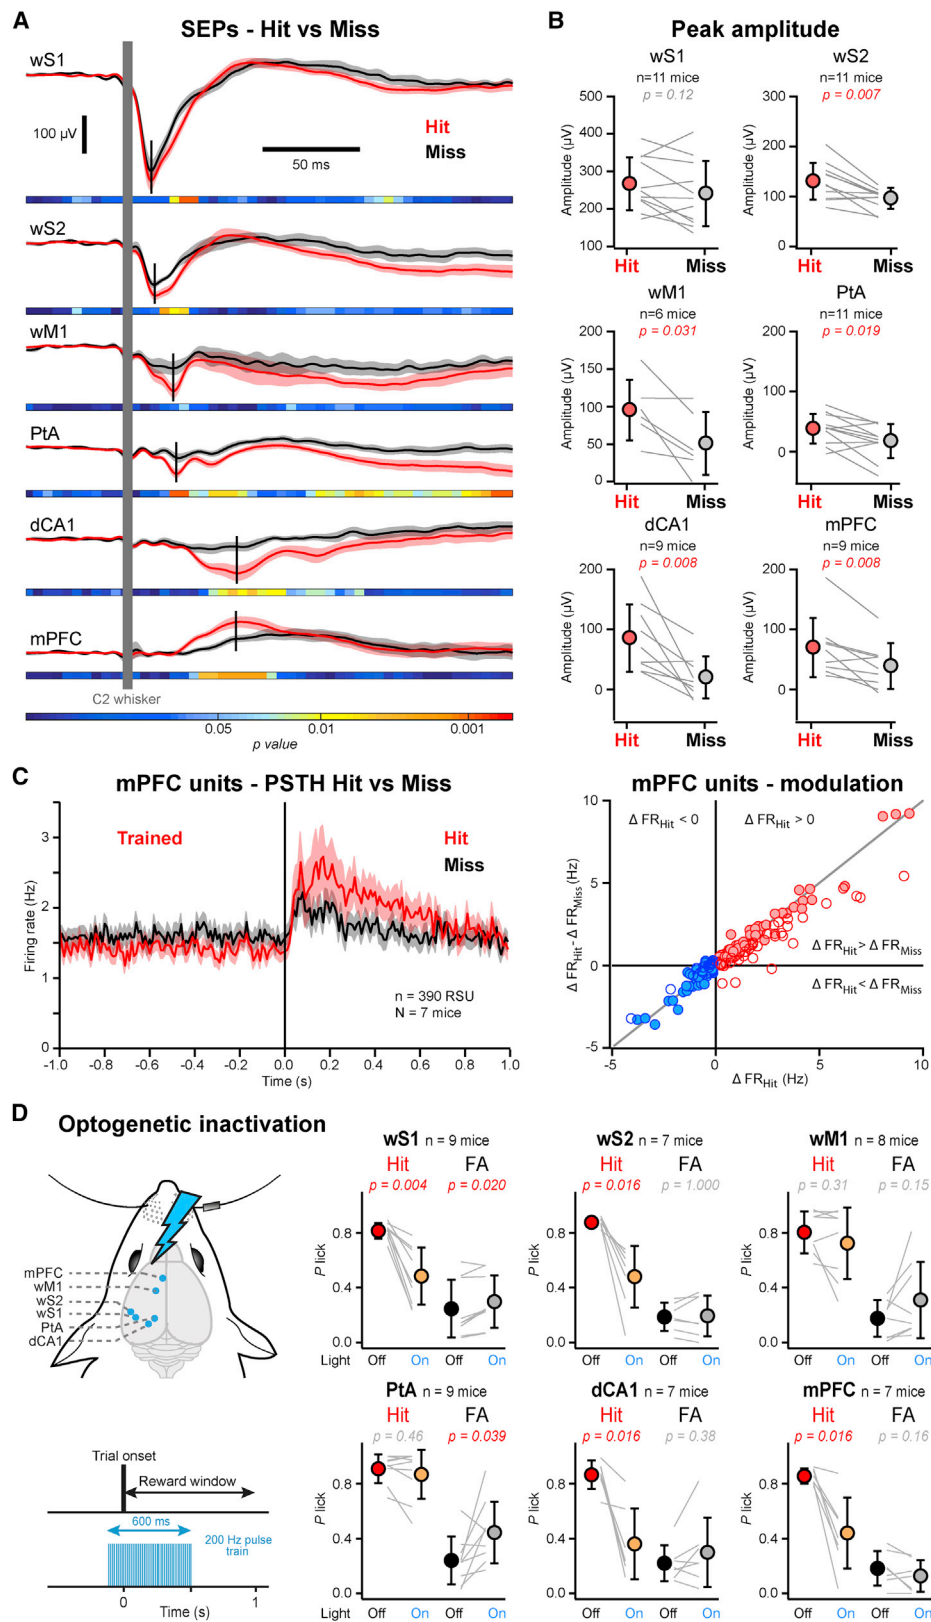 A
SEPs - Hit vs Miss
wS1
100 µV
Hit
Miss
50 ms
wS2
wM1
PtA
dCA1
mPFC
C2 whisker
0.05 0.01 0.001
p value
B
Peak amplitude
wS1
n=11 mice
p = 0.12
Amplitude (µV)
500
400
300
200
100
Hit Miss
wS2
n=11 mice
p = 0.007
Amplitude (µV)
300
200
100
0
Hit Miss
wM1
n=6 mice
p = 0.031
Amplitude (µV)
200
150
100
50
0
Hit Miss
PtA
n=11 mice
p = 0.019
Amplitude (µV)
200
100
0
Hit Miss
dCA1
n=9 mice
p = 0.008
Amplitude (µV)
200
100
0
Hit Miss
mPFC
n=9 mice
p = 0.008
Amplitude (µV)
200
100
0
Hit Miss
C
mPFC units - PSTH Hit vs Miss
Trained
Hit
Miss
Firing rate (Hz)
3
2
1
0
n = 390 RSU
N = 7 mice
-1.0 -0.8 -0.6 -0.4 -0.2 0 0.2 0.4 0.6 0.8 1.0
Time (s)
mPFC units - modulation
Δ FRHit < 0
Δ FRHit > 0
Δ FRHit - Δ FRMiss (Hz)
10
5
0
-5
Δ FRHit > Δ FRMiss
Δ FRHit < Δ FRMiss
-5 0 5 10
Δ FRHit (Hz)
D
Optogenetic inactivation
mPFC
wM1
wS2
wS1
PtA
dCA1
Trial onset
Reward window
600 ms
200 Hz pulse
train
0 1
Time (s)
wS1 n = 9 mice
Hit FA
p = 0.004 p = 0.020
P lick
0.8
0.4
0.0
Light Off On Off On
wS2 n = 7 mice
Hit FA
p = 0.016 p = 1.000
P lick
0.8
0.4
0.0
Off On Off On
wM1 n = 8 mice
Hit FA
p = 0.31 p = 0.15
P lick
0.8
0.4
0.0
Off On Off On
PtA n = 9 mice
Hit FA
p = 0.46 p = 0.039
P lick
0.8
0.4
0.0
Light Off On Off On
dCA1 n = 7 mice
Hit FA
p = 0.016 p = 0.38
P lick
0.8
0.4
0.0
Off On Off On
mPFC n = 7 mice
Hit FA
p = 0.016 p = 0.16
P lick
0.8
0.4
0.0
Off On Off On